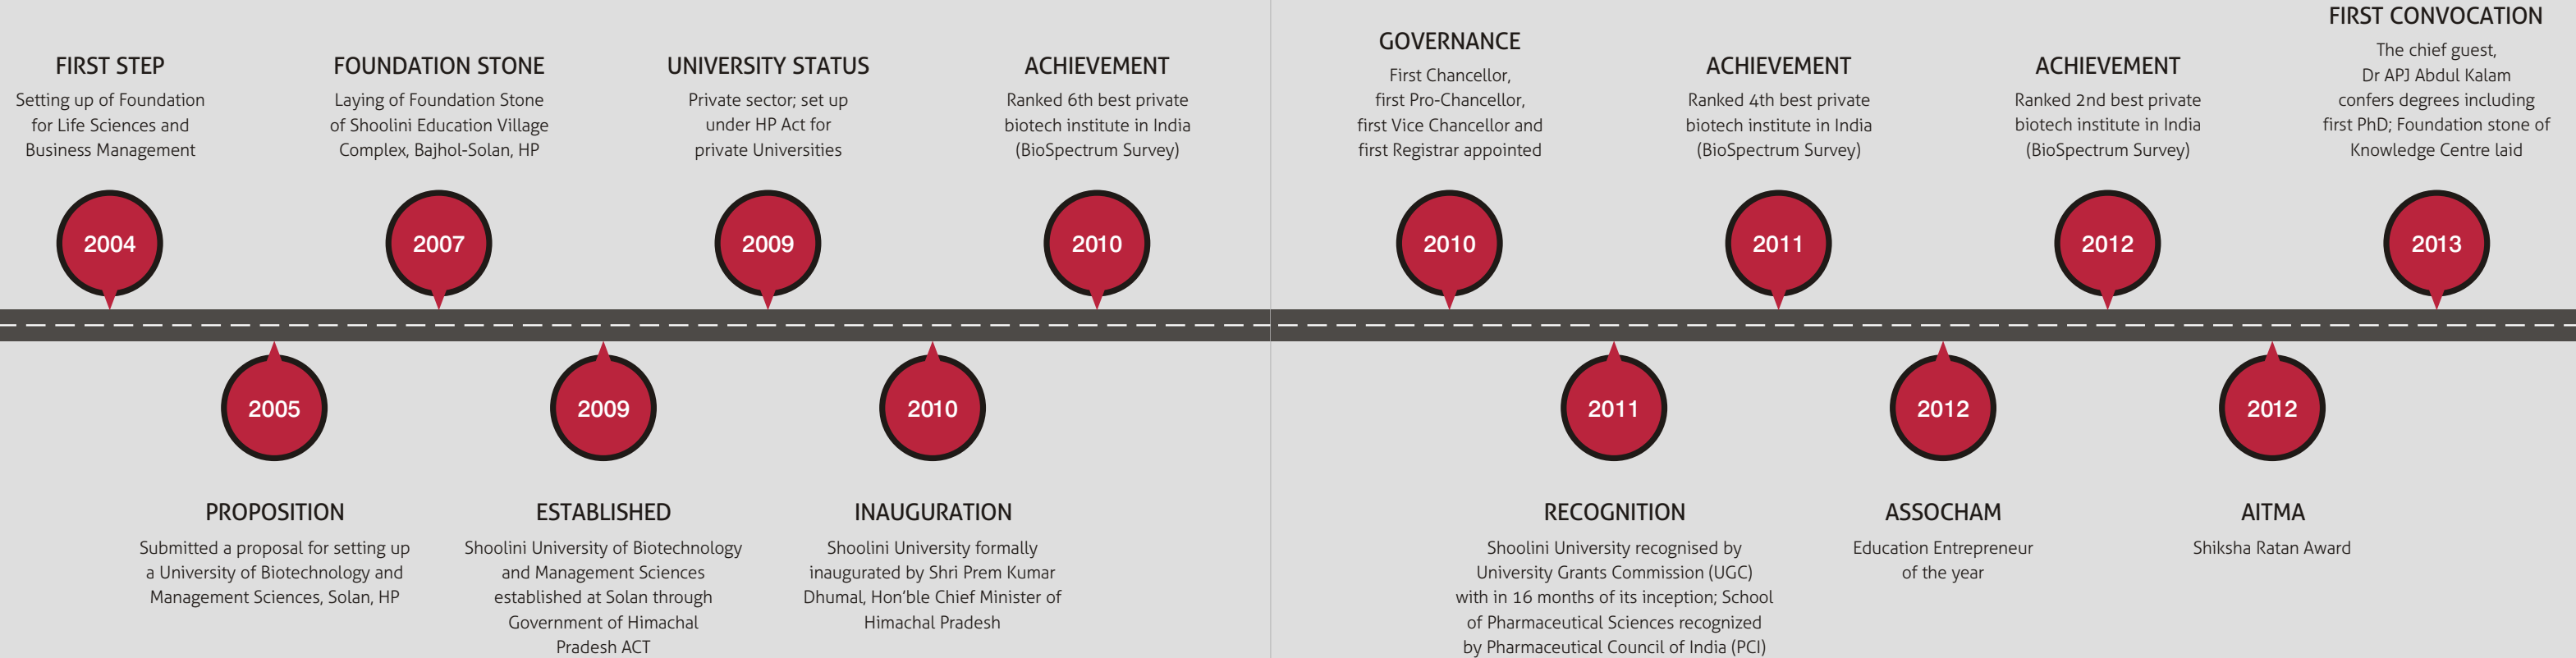 FIRST STEP
Setting up of Foundation
for Life Sciences and
Business Management
2004
2005
PROPOSITION
Submitted a proposal for setting up
a University of Biotechnology and
Management Sciences, Solan, HP
FOUNDATION STONE
Laying of Foundation Stone
of Shoolini Education Village
Complex, Bajhol-Solan, HP
2007
2009
ESTABLISHED
Shoolini University of Biotechnology
and Management Sciences
established at Solan through
Government of Himachal
Pradesh ACT
UNIVERSITY STATUS
Private sector; set up
under HP Act for
private Universities
2009
2010
INAUGURATION
Shoolini University formally
inaugurated by Shri Prem Kumar
Dhumal, Hon'ble Chief Minister of
Himachal Pradesh
ACHIEVEMENT
Ranked 6th best private
biotech institute in India
(BioSpectrum Survey)
2010
GOVERNANCE
First Chancellor,
first Pro-Chancellor,
first Vice Chancellor and
first Registrar appointed
2010
2011
RECOGNITION
Shoolini University recognised by
University Grants Commission (UGC)
with in 16 months of its inception; School
of Pharmaceutical Sciences recognized
by Pharmaceutical Council of India (PCI)
ACHIEVEMENT
Ranked 4th best private
biotech institute in India
(BioSpectrum Survey)
2011
2012
ASSOCHAM
Education Entrepreneur
of the year
ACHIEVEMENT
Ranked 2nd best private
biotech institute in India
(BioSpectrum Survey)
2012
2012
AITMA
Shiksha Ratan Award
FIRST CONVOCATION
The chief guest,
Dr APJ Abdul Kalam
confers degrees including
first PhD; Foundation stone of
Knowledge Centre laid
2013